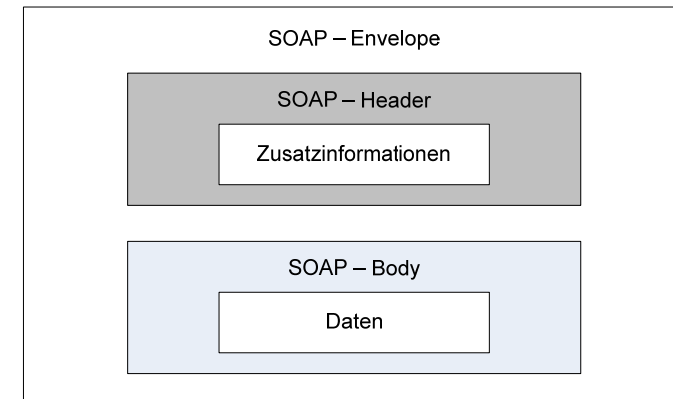 SOAP – Envelope
SOAP – Header
Zusatzinformationen
SOAP – Body
Daten